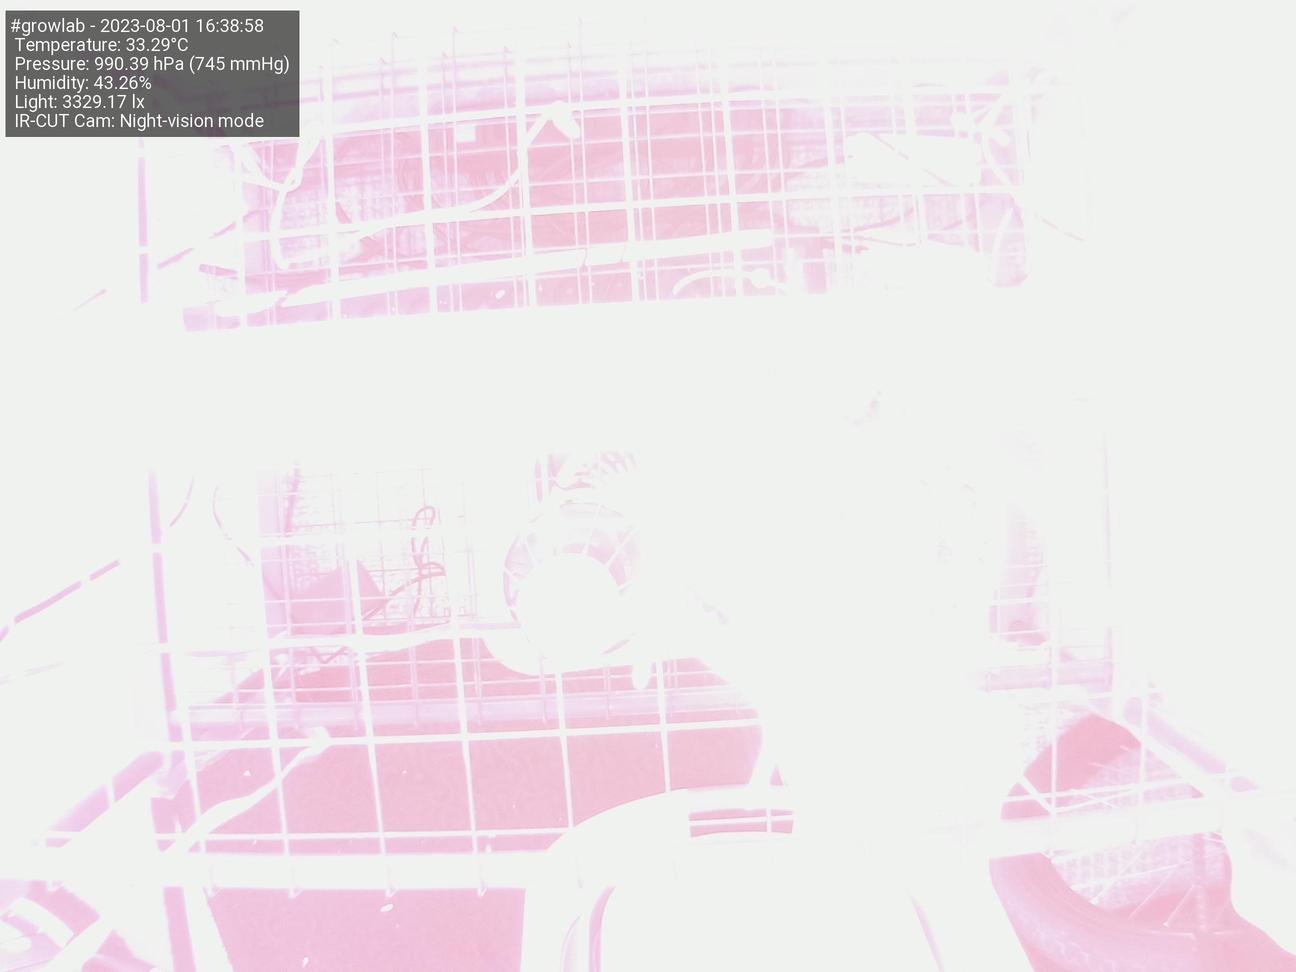 #growlab - 2023-08-01 16:38:58
Temperature: 33.29°C
Pressure: 990.39 hPa (745 mmHg)
Humidity: 43.26%
Light: 3329.17 lx
IR-CUT Cam: Night-vision mode